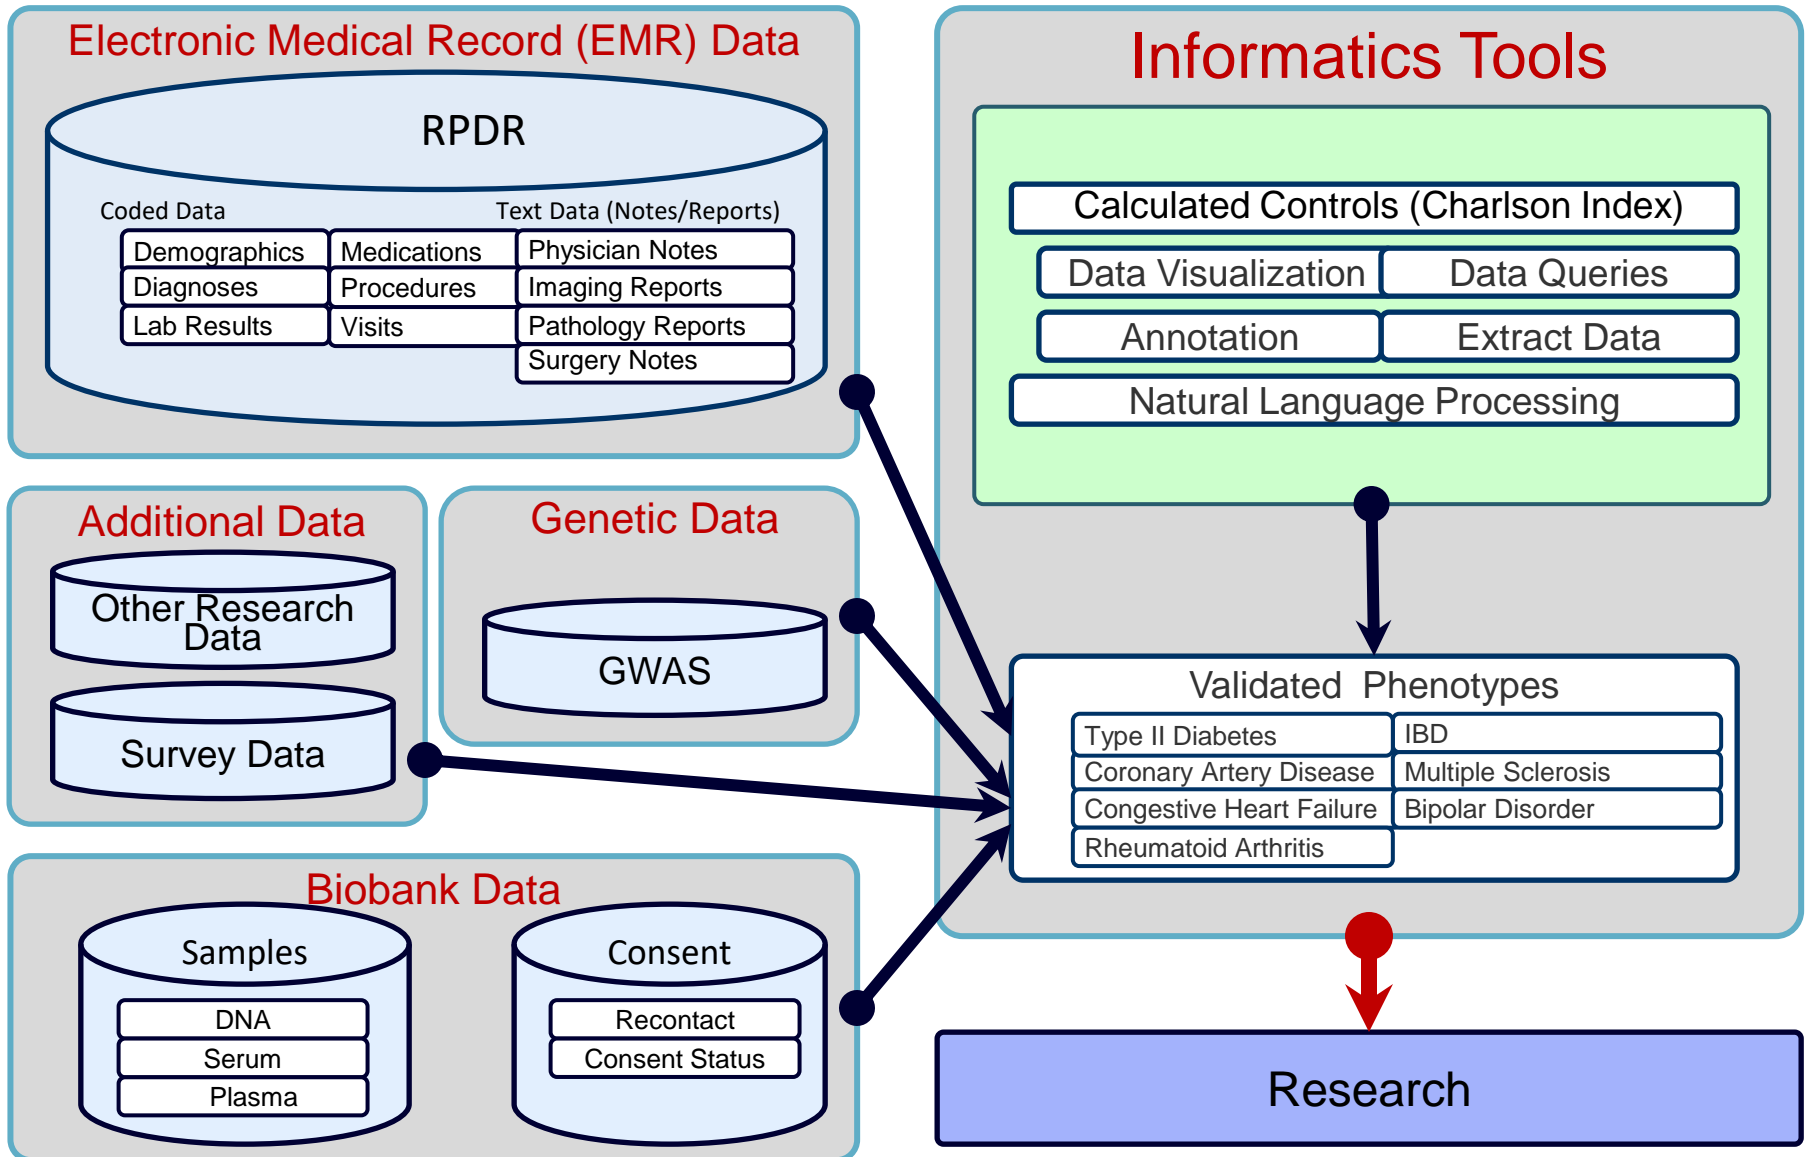 Electronic Medical Record (EMR) Data
RPDR
Coded Data
Text Data (Notes/Reports)
Demographics
Medications
Physician Notes
Diagnoses
Procedures
Imaging Reports
Lab Results
Visits
Pathology Reports
Surgery Notes
Additional Data
Other Research
Data
Survey Data
Genetic Data
GWAS
Biobank Data
Samples
DNA
Serum
Plasma
Consent
Recontact
Consent Status
Informatics Tools
Calculated Controls (Charlson Index)
Data Visualization
Data Queries
Annotation
Extract Data
Natural Language Processing
Validated Phenotypes
Type II Diabetes
IBD
Coronary Artery Disease
Multiple Sclerosis
Congestive Heart Failure
Bipolar Disorder
Rheumatoid Arthritis
Research